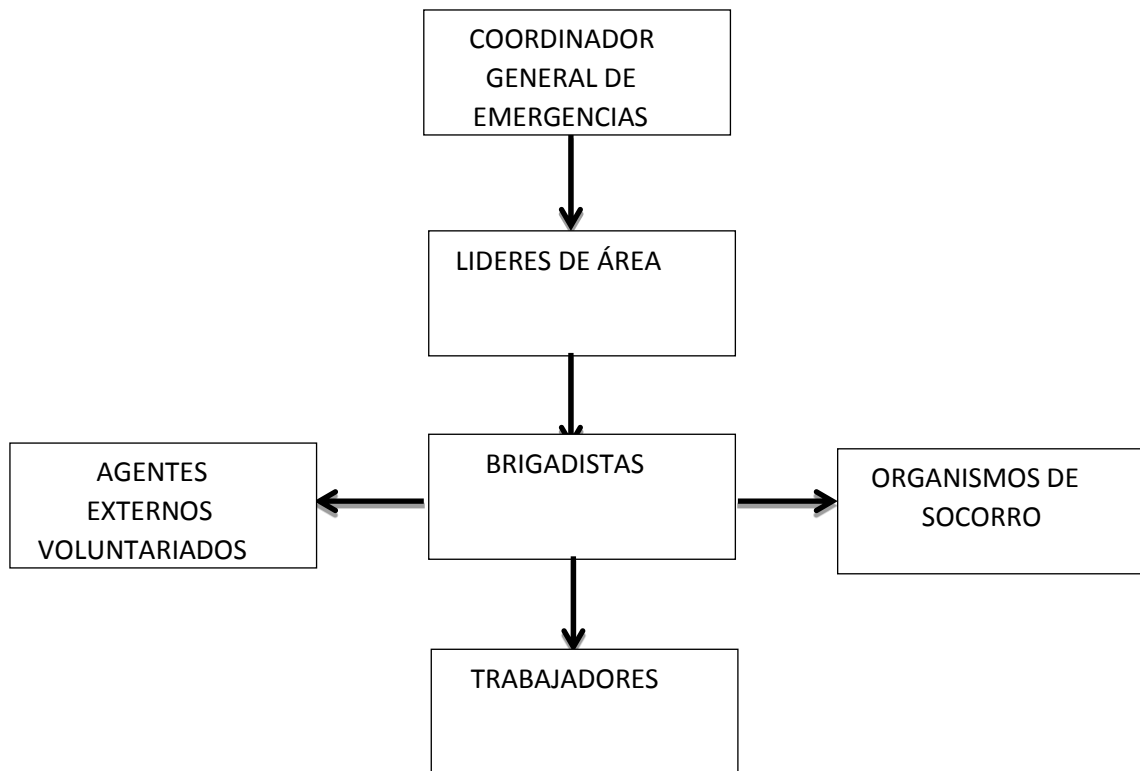 COORDINADOR
GENERAL DE
EMERGENCIAS
LIDERES DE ÁREA
AGENTES
EXTERNOS
VOLUNTARIADOS
BRIGADISTAS
ORGANISMOS DE
SOCORRO
TRABAJADORES